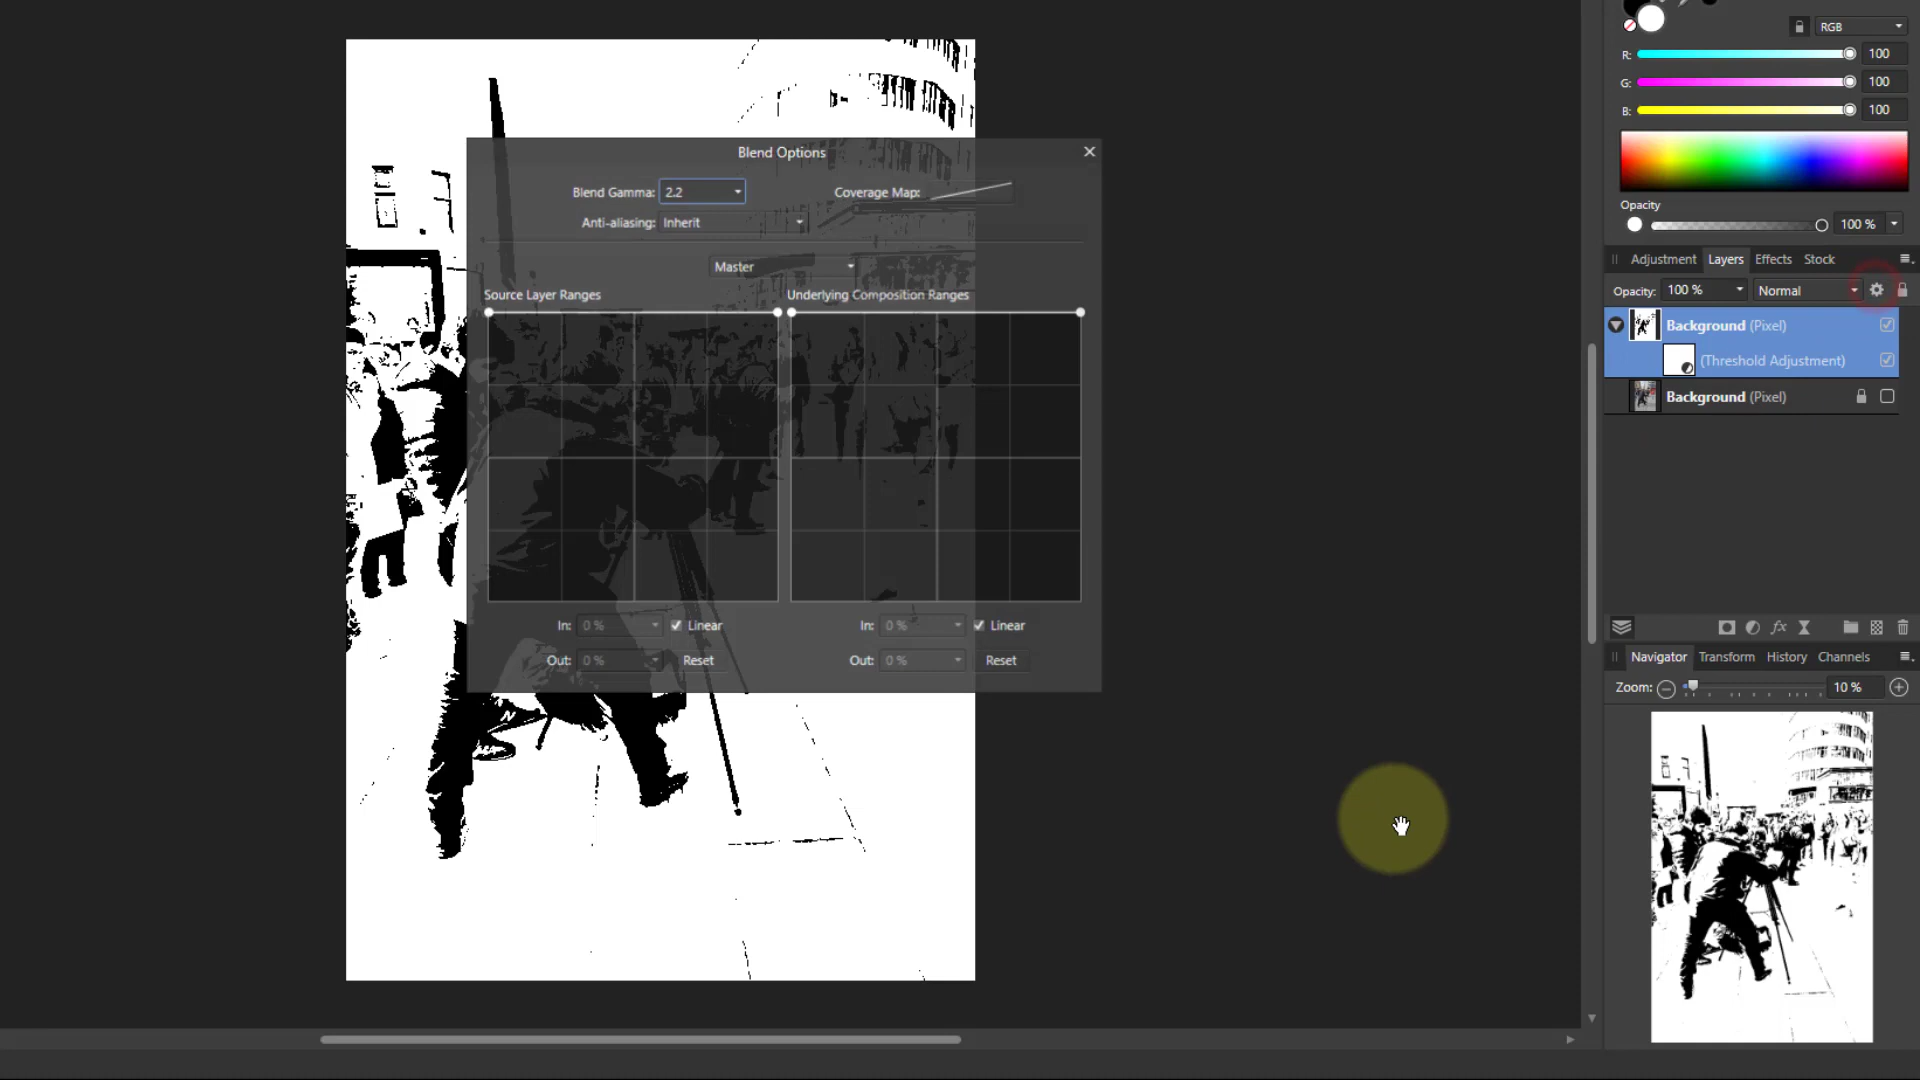 RGB
R: 100
G: 100
B: 100
Opacity
100 %
Adjustment Layers Effects Stock
Opacity: 100 % Normal
Background (Pixel)
(Threshold Adjustment)
Background (Pixel)
Blend Options
Blend Gamma: 2.2 Coverage Map:
Anti-aliasing: Inherit
Master
Source Layer Ranges Underlying Composition Ranges
In: 0 % Linear In: 0 % Linear
Out: 0 % Reset Out: 0 % Reset
fx
Navigator Transform History Channels
Zoom: 10 %